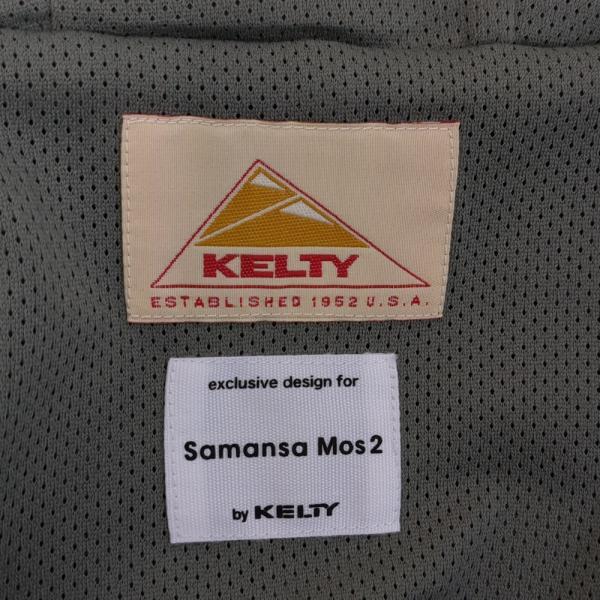 KELTY
ESTABLISHED 1952 U.S.A.
exclusive design for
Samansa Mos2
by KELTY